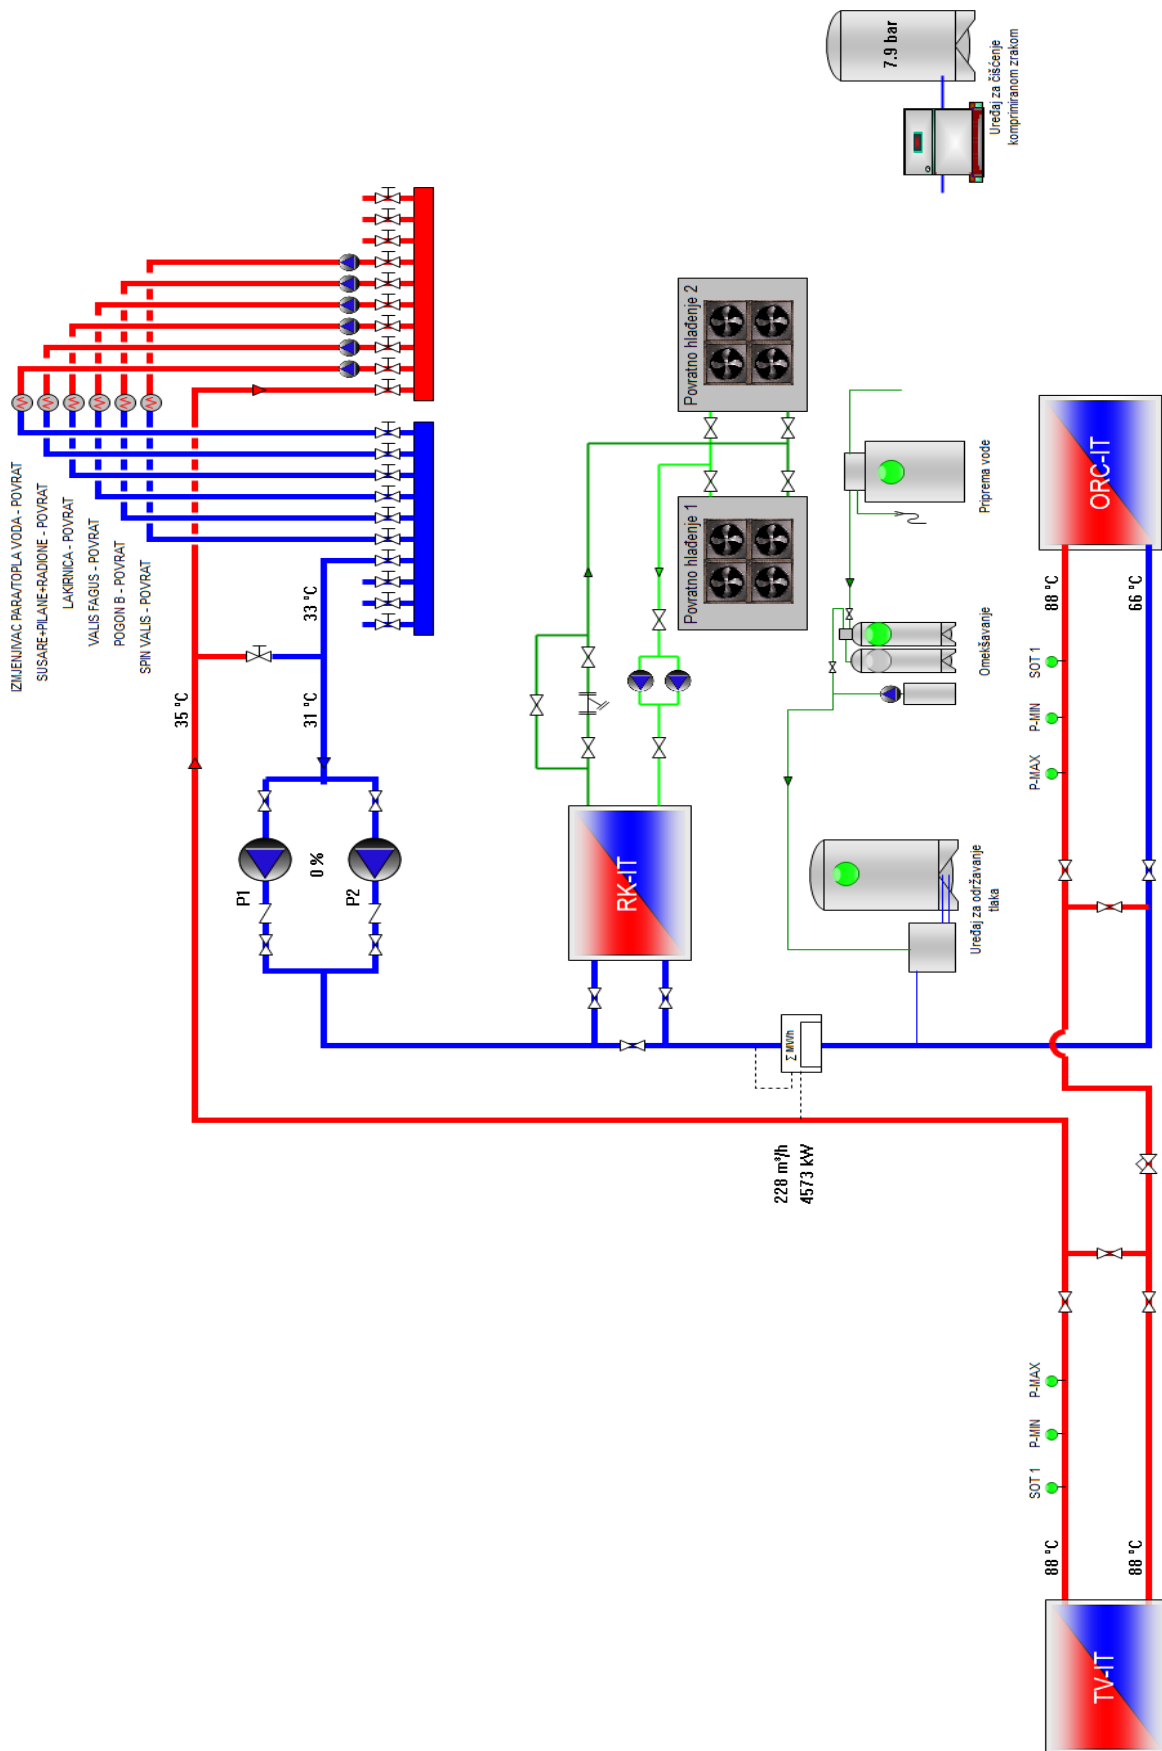 IZMJENJIVAC PARA/TOPLA VODA - POVRAT
SUSARE+PILANE+RADIONE - POVRAT
LAKIRNICA - POVRAT
VALIS FAGUS - POVRAT
POGON B - POVRAT
SPIN VALIS - POVRAT
35 °C
33 °C
31 °C
P1
0 %
P2
RK-IT
Povratno hlađenje 1
Povratno hlađenje 2
7.9 bar
Uređaj za čišćenje
komprimiranom zrakom
Priprema vode
Omekšavanje
Uređaj za održavanje
tlaka
Σ MWh
228 m³/h
4573 kW
ORC-IT
88 °C
66 °C
SOT 1
P-MIN
P-MAX
SOT 1
P-MIN
P-MAX
88 °C
88 °C
TV-IT